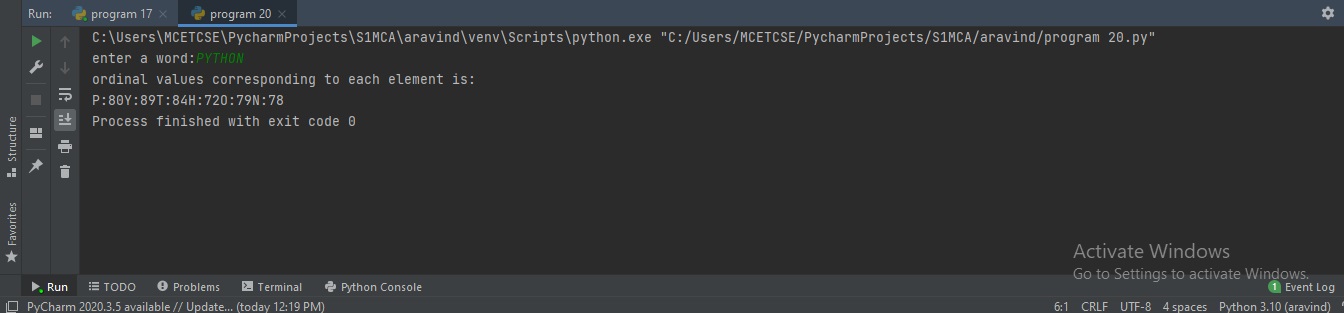 Run: program 17 program 20
C:\Users\MCETCSE\PycharmProjects\S1MCA\aravind\venv\Scripts\python.exe "C:/Users/MCETCSE/PycharmProjects/S1MCA/aravind/program 20.py"
enter a word:PYTHON
ordinal values corresponding to each element is:
P:80Y:89T:84H:72O:79N:78
Process finished with exit code 0
Structure
Favorites
Activate Windows
Go to Settings to activate Windows.
Run TODO Problems Terminal Python Console 1 Event Log
PyCharm 2020.3.5 available // Update... (today 12:19 PM) 6:1 CRLF UTF-8 4 spaces Python 3.10 (aravind)